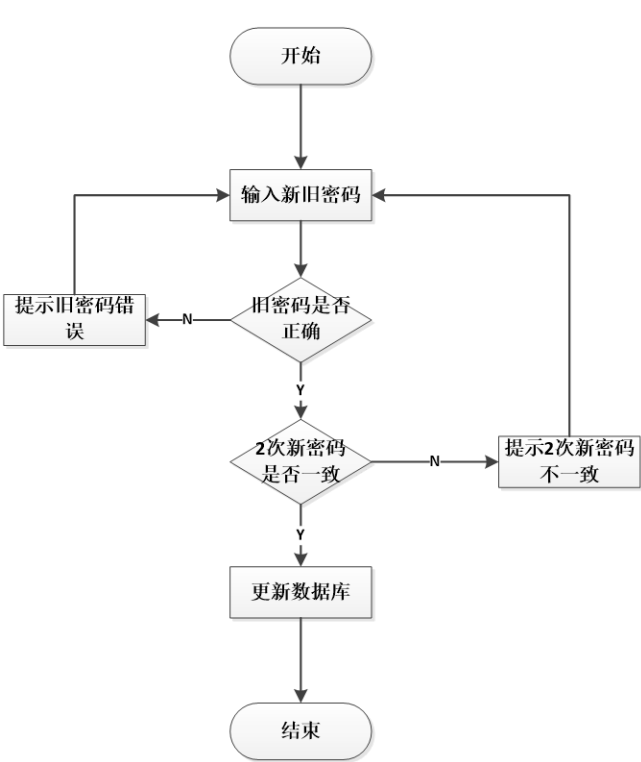 开始
输入新旧密码
旧密码是否
正确
N
提示旧密码错
误
Y
2次新密码
是否一致
N
提示2次新密码
不一致
Y
更新数据库
结束